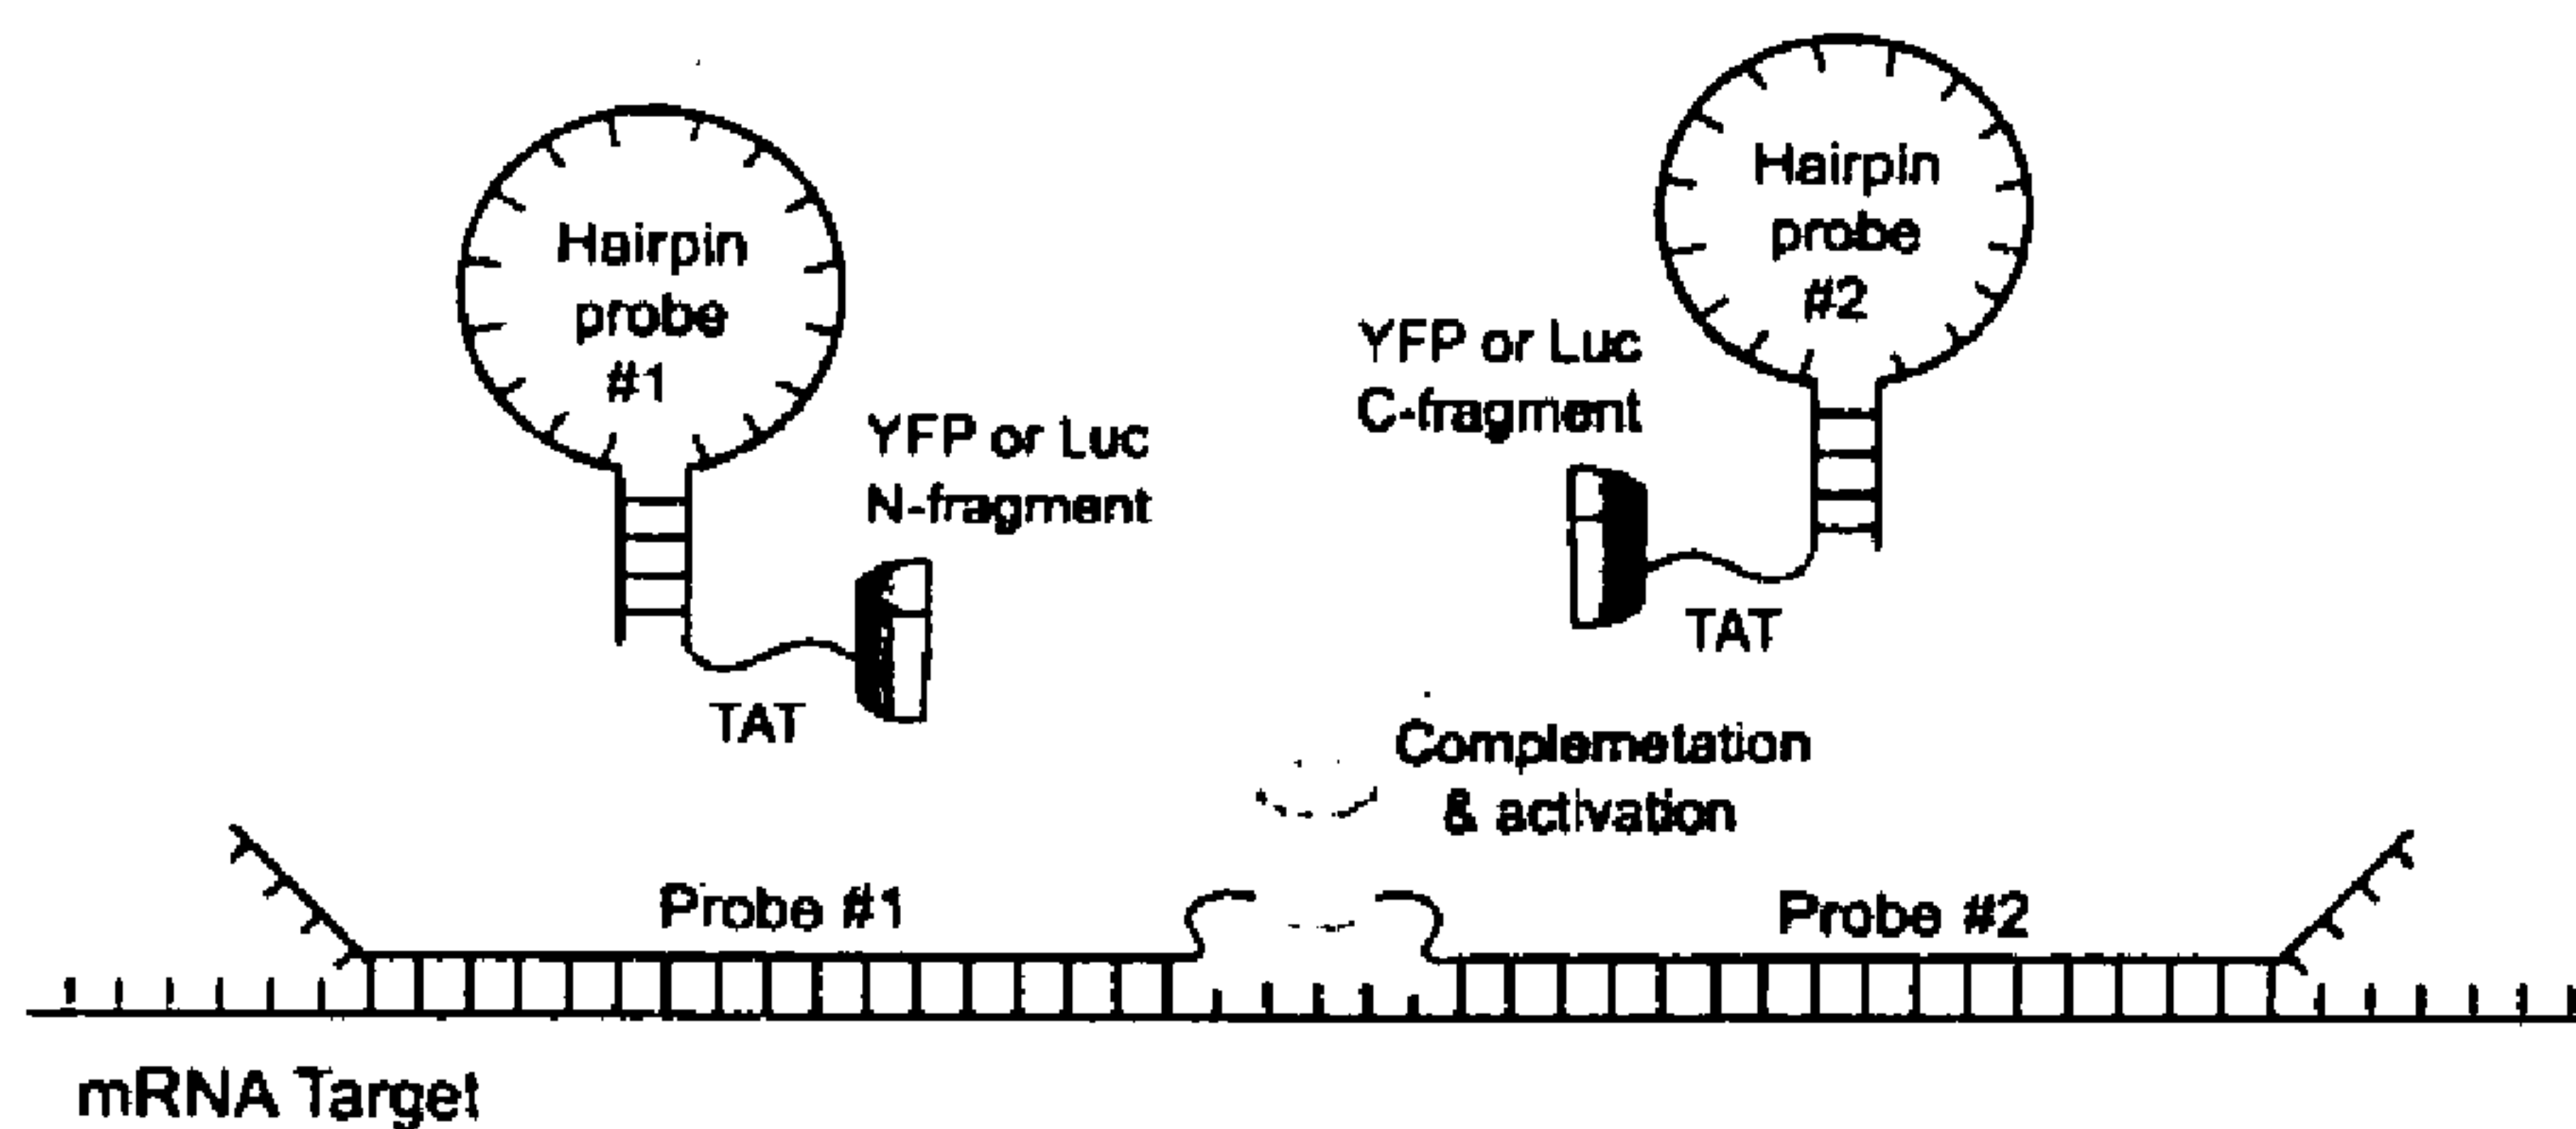 Hairpin
probe
#1
YFP or Luc
N-fragment
TAT
Hairpin
probe
#2
YFP or Luc
C-fragment
TAT
Complemetation
& activation
Probe #1
Probe #2
mRNA Target